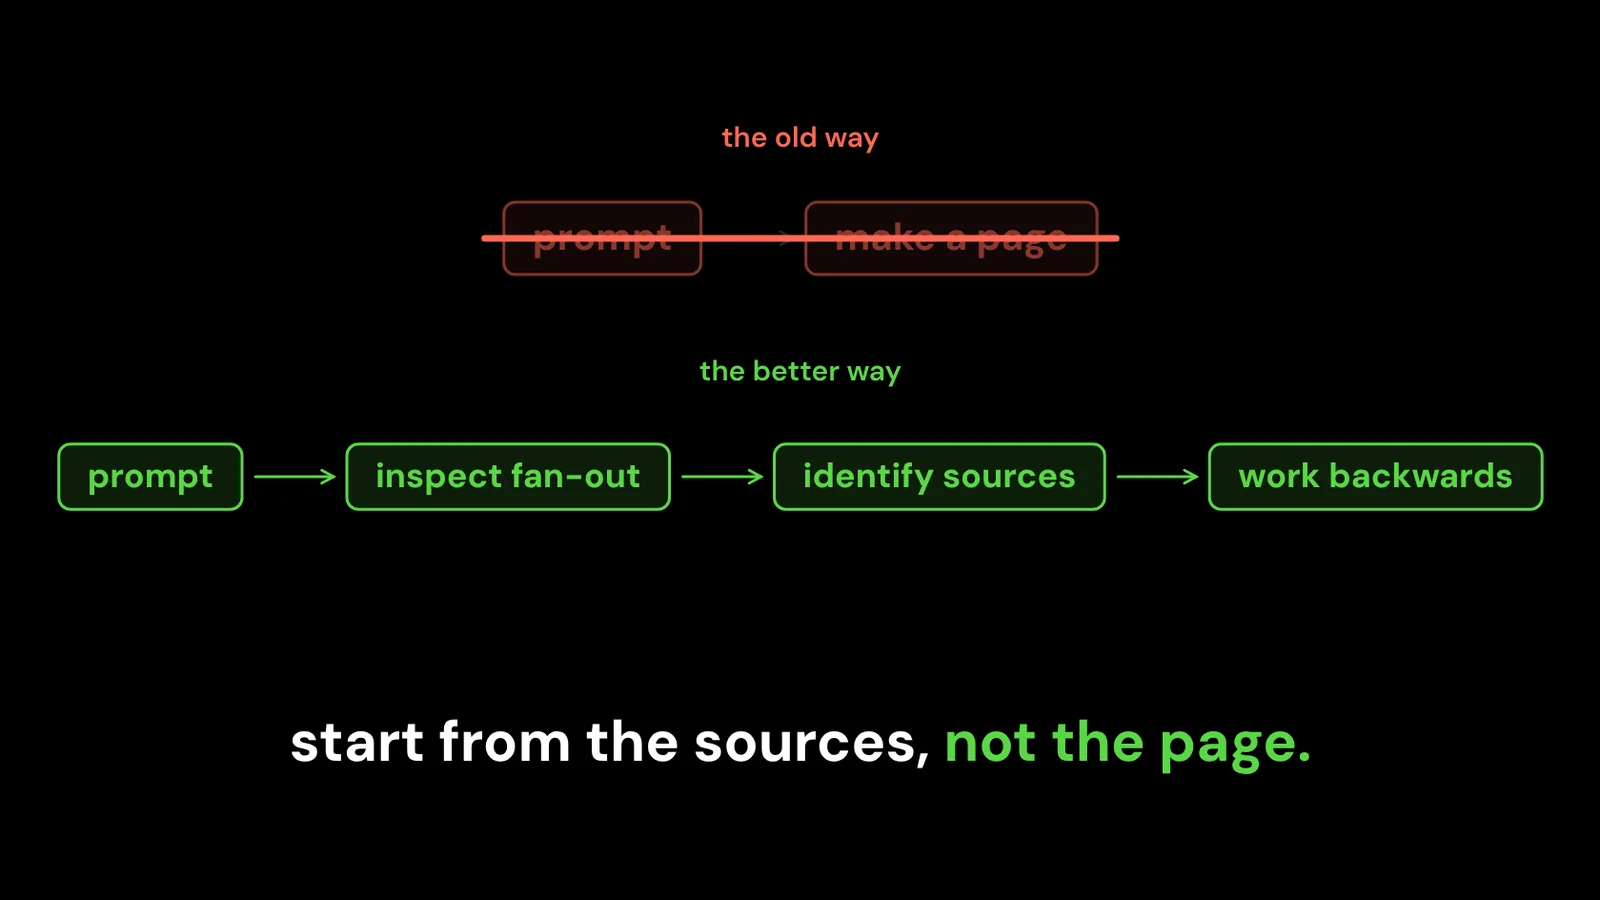 the old way
prompt
make a page
the better way
prompt
inspect fan-out
identify sources
work backwards
start from the sources, not the page.